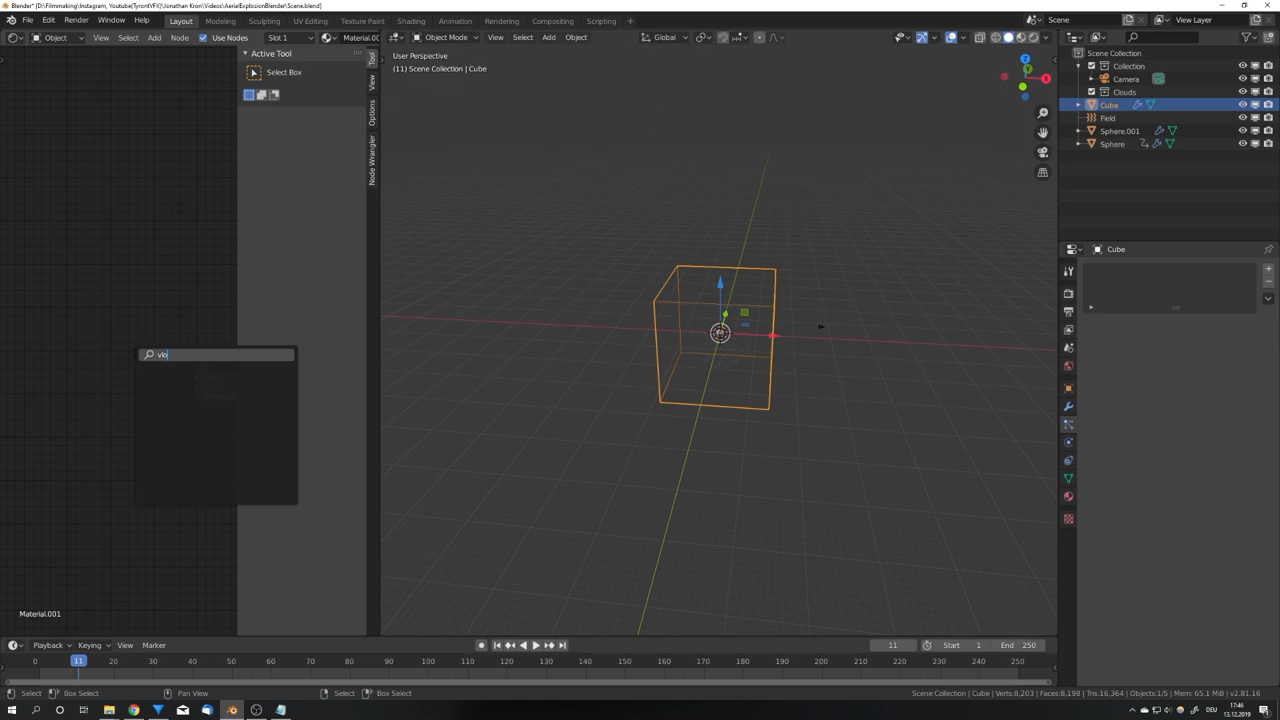 Blender* [D:\Filmmaking\Instagram, Youtube\TyrontVFX\Jonathan Kron\Videos\AerialExplosionBlender\Scene.blend]
File Edit Render Window Help Layout Modeling Sculpting UV Editing Texture Paint Shading Animation Rendering Compositing Scripting + Scene View Layer
Object View Select Add Node Use Nodes Slot 1 Material.00 Object Mode View Select Add Object Global
Active Tool
Select Box
Tool
View
Options
Node Wrangler
User Perspective
(11) Scene Collection | Cube
Z
Y
X
Scene Collection
Collection
Camera
Clouds
Cube
Field
Sphere.001
Sphere
Cube
vlo
Material.001
Playback Keying View Marker 11 Start 1 End 250
0 11 20 30 40 50 60 70 80 90 100 110 120 130 140 150 160 170 180 190 200 210 220 230 240 250
Select Box Select Pan View Select Box Select Scene Collection | Cube | Verts:8,203 | Faces:8,198 | Tris:16,364 | Objects:1/5 | Mem: 65.1 MiB | v2.81.16
DEU 17:46
13.12.2019